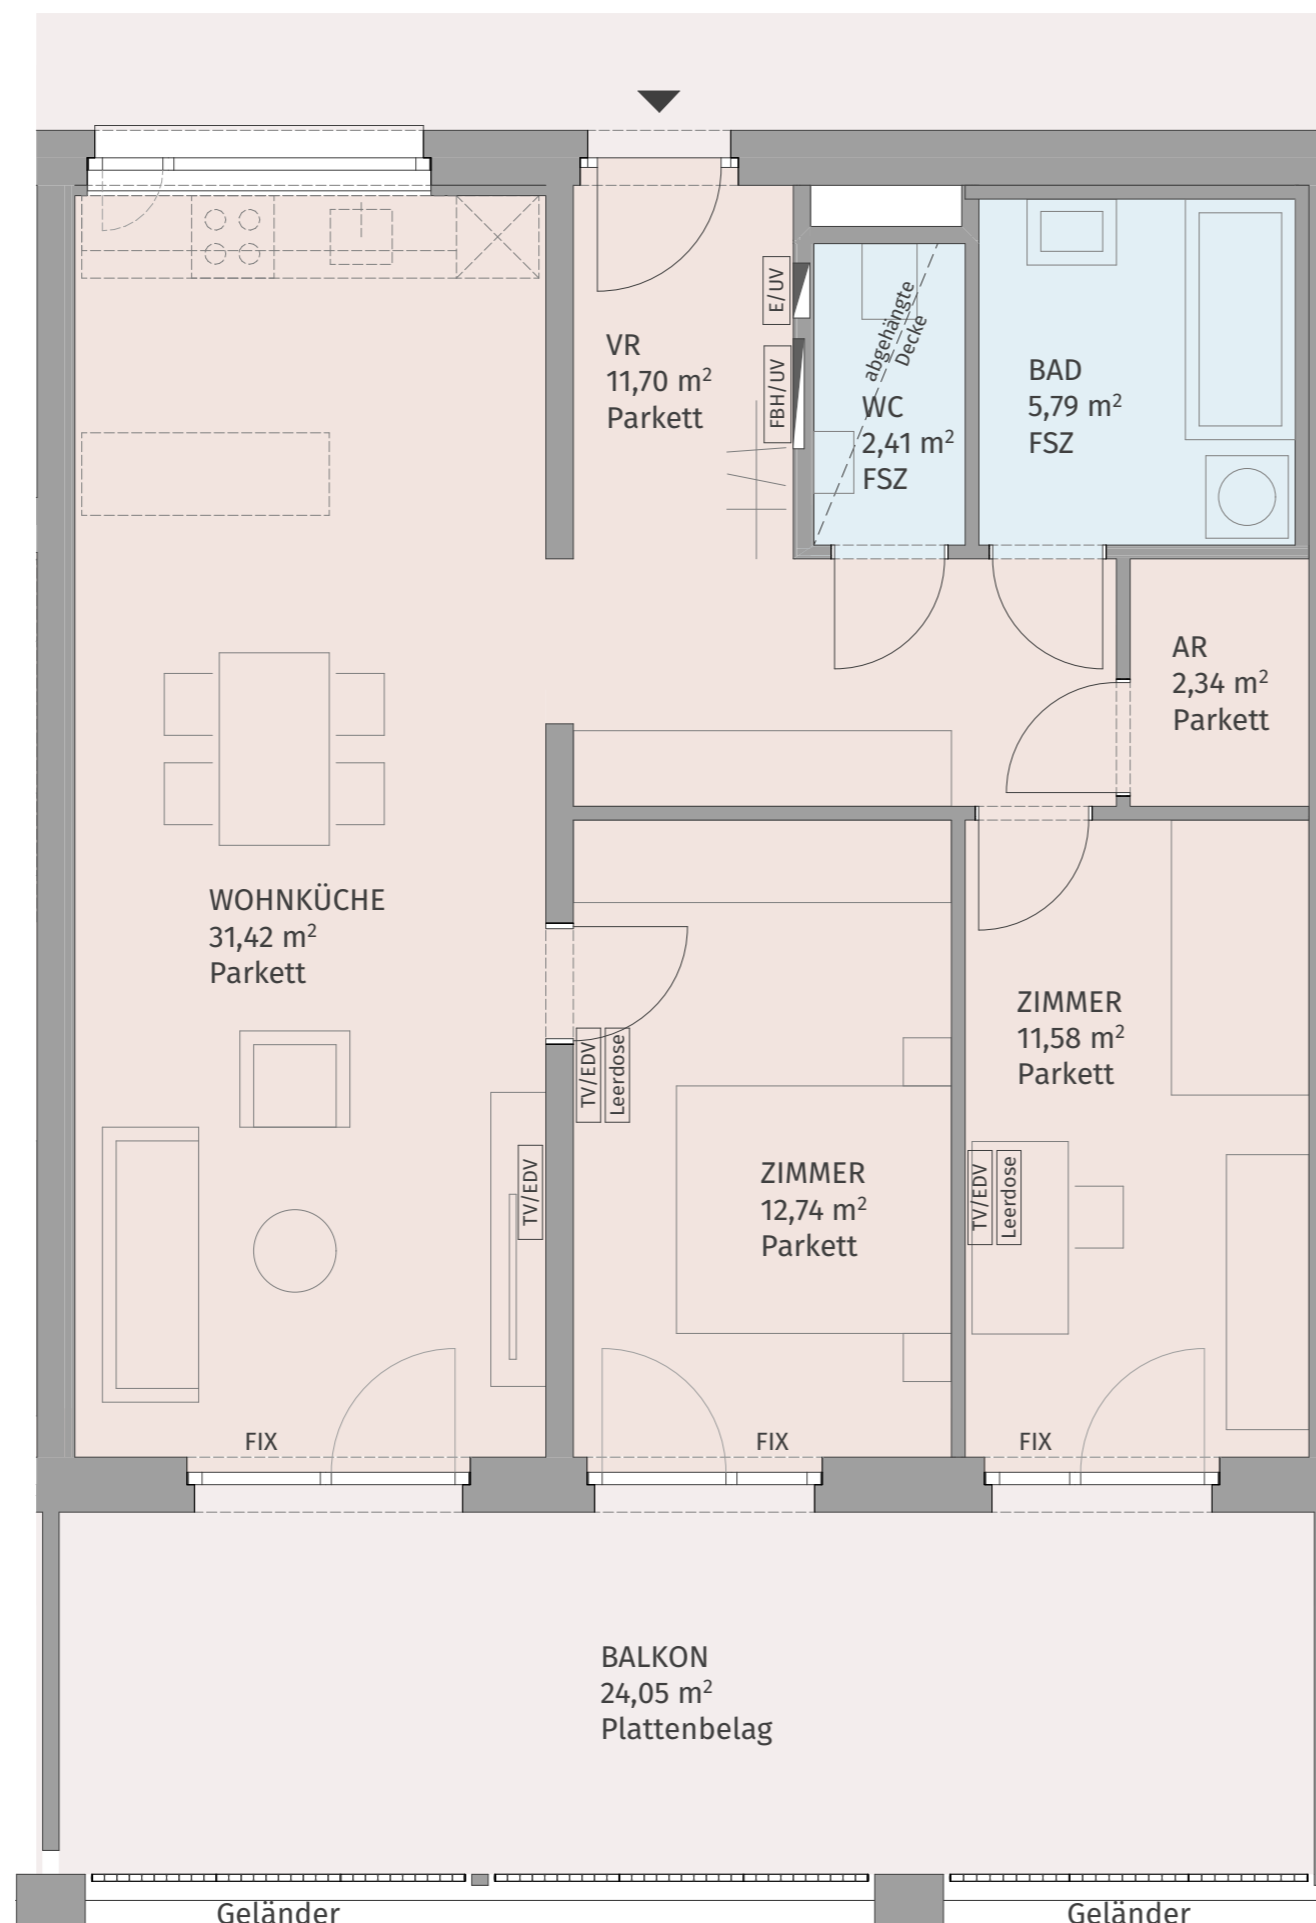 E/UV
FBH/UV
VR
11,70 m²
Parkett
abgehängte
Decke
WC
2,41 m²
FSZ
BAD
5,79 m²
FSZ
AR
2,34 m²
Parkett
WOHNKÜCHE
31,42 m²
Parkett
TV/EDV
FIX
TV/EDV
Leerdose
ZIMMER
12,74 m²
Parkett
FIX
ZIMMER
11,58 m²
Parkett
TV/EDV
Leerdose
FIX
BALKON
24,05 m²
Plattenbelag
Geländer
Geländer